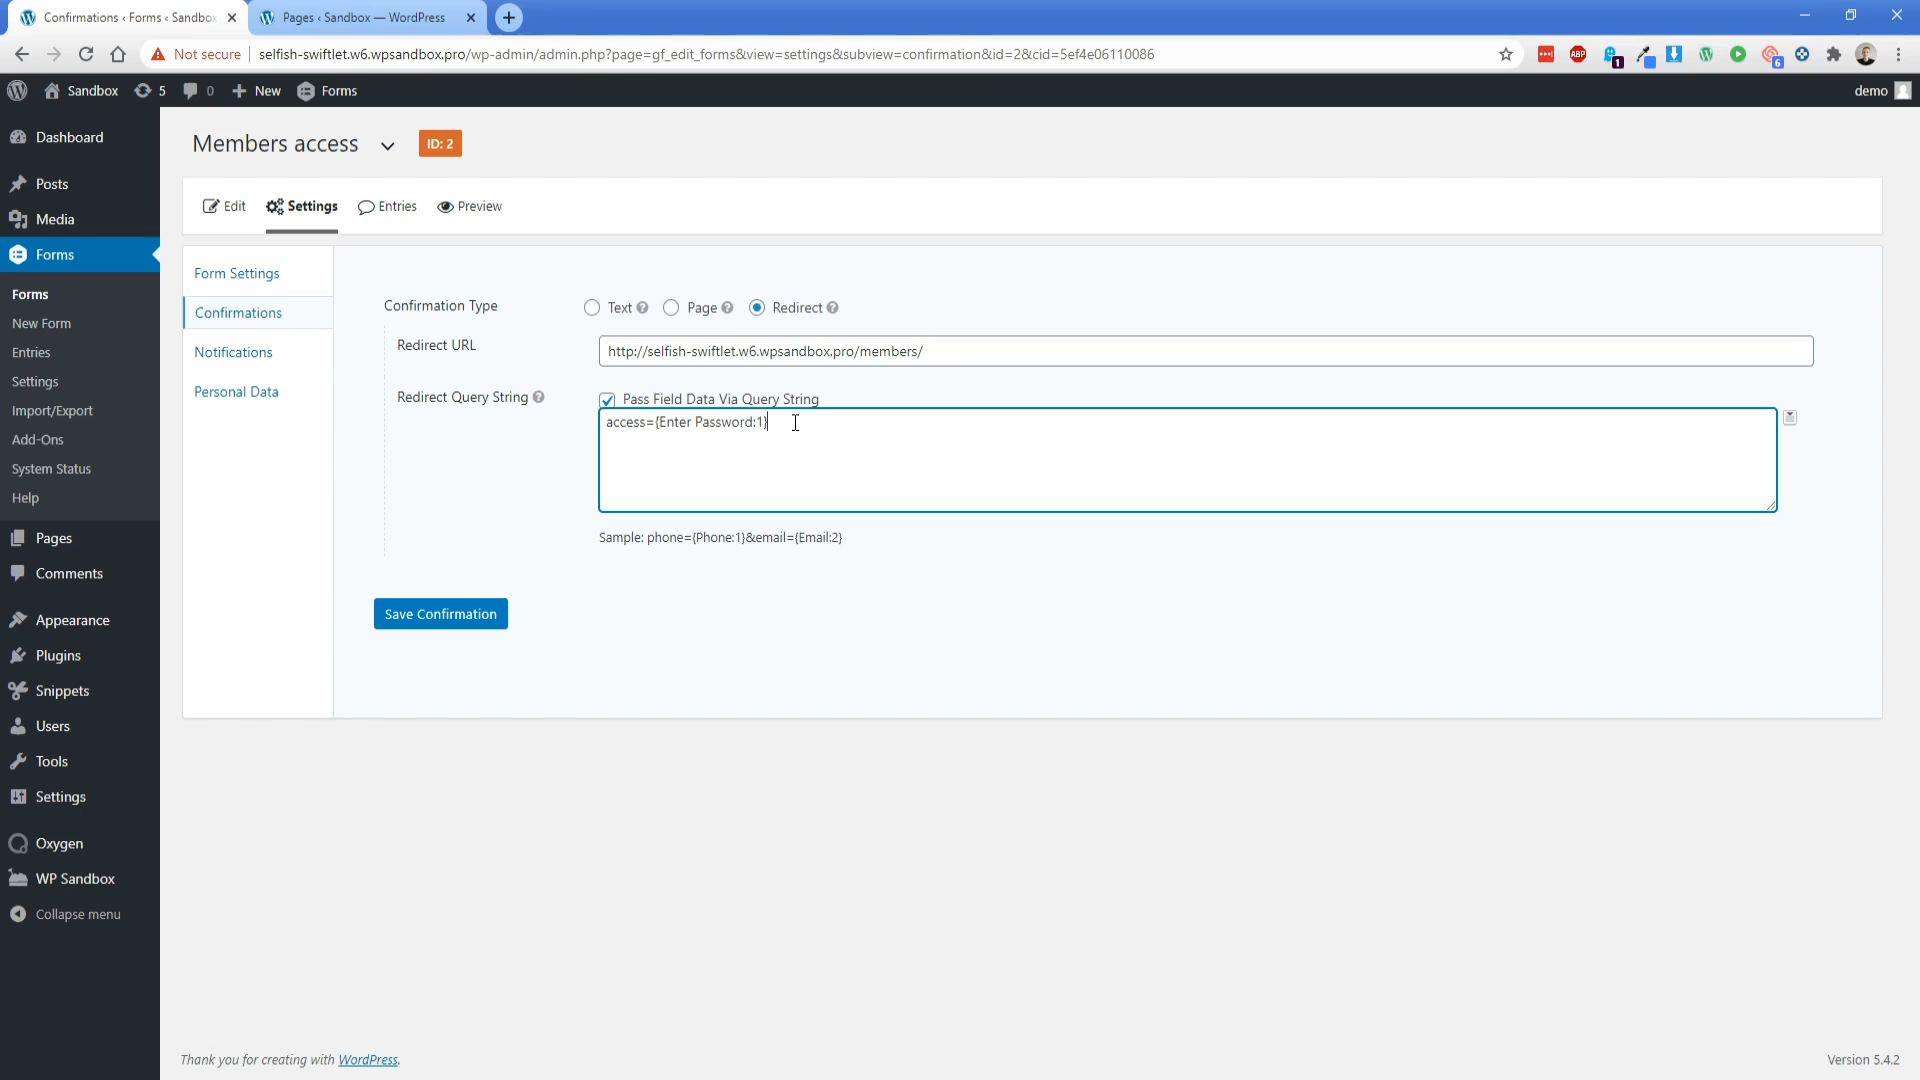 Confirmations ‹ Forms ‹ Sandbox
Pages ‹ Sandbox — WordPress
Not secure
selfish-swiftlet.w6.wpsandbox.pro/wp-admin/admin.php?page=gf_edit_forms&view=settings&subview=confirmation&id=2&cid=5ef4e06110086
ABP
1
6
Sandbox
5
0
New
Forms
demo
Dashboard
Posts
Media
Forms
Forms
New Form
Entries
Settings
Import/Export
Add-Ons
System Status
Help
Pages
Comments
Appearance
Plugins
Snippets
Users
Tools
Settings
Oxygen
WP Sandbox
Collapse menu
Members access
ID: 2
Edit
Settings
Entries
Preview
Form Settings
Confirmations
Notifications
Personal Data
Confirmation Type
Text
Page
Redirect
Redirect URL
http://selfish-swiftlet.w6.wpsandbox.pro/members/
Redirect Query String
Pass Field Data Via Query String
access={Enter Password:1}
Sample: phone={Phone:1}&email={Email:2}
Save Confirmation
Thank you for creating with WordPress.
Version 5.4.2